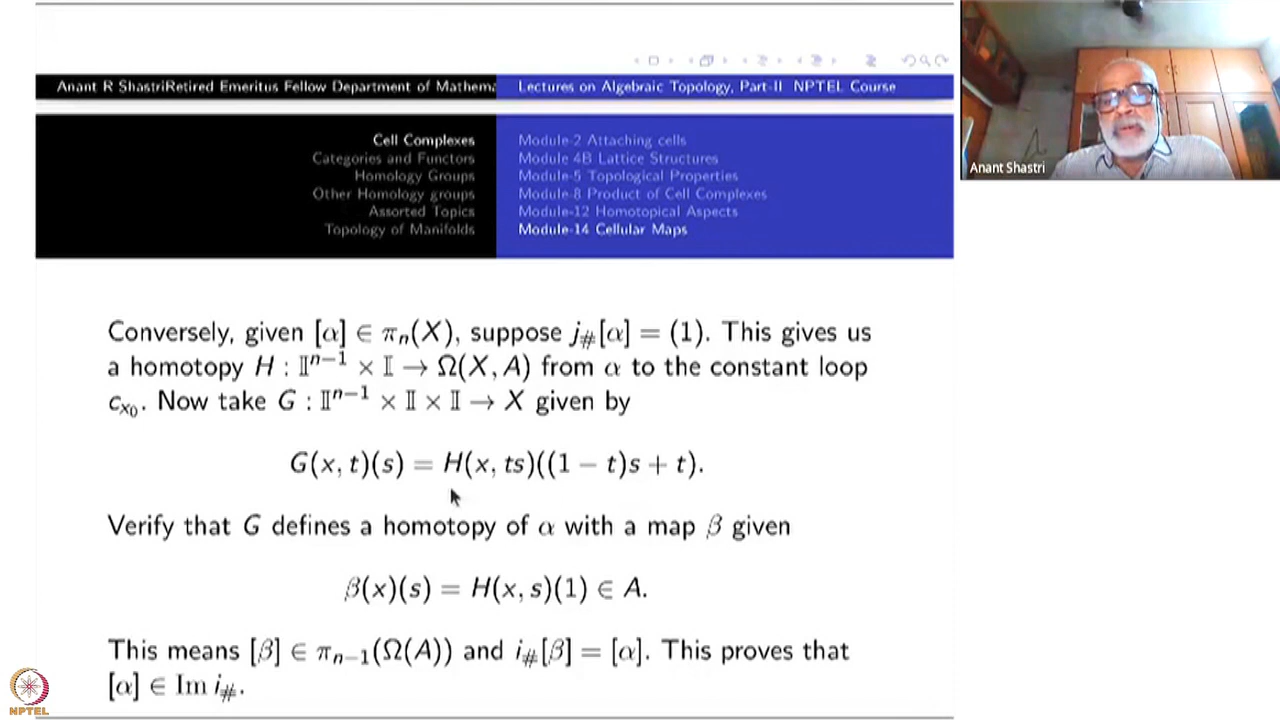 Anant R ShastriRetired Emeritus Fellow Department of Mathema
Lectures on Algebraic Topology, Part-II NPTEL Course
Cell Complexes
Categories and Functors
Homology Groups
Other Homology groups
Assorted Topics
Topology of Manifolds
Module-2 Attaching cells
Module 4B Lattice Structures
Module-5 Topological Properties
Module-8 Product of Cell Complexes
Module-12 Homotopical Aspects
Module-14 Cellular Maps
Anant Shastri
Conversely, given [α] ∈ πₙ(X), suppose j_#[α] = (1). This gives us
a homotopy H : 𝕀ⁿ⁻¹ × 𝕀 → Ω(X, A) from α to the constant loop
c_{x₀}. Now take G : 𝕀ⁿ⁻¹ × 𝕀 × 𝕀 → X given by
G(x, t)(s) = H(x, ts)((1 − t)s + t).
Verify that G defines a homotopy of α with a map β given
β(x)(s) = H(x, s)(1) ∈ A.
This means [β] ∈ πₙ₋₁(Ω(A)) and i_#[β] = [α]. This proves that
[α] ∈ Im i_#.
NPTEL